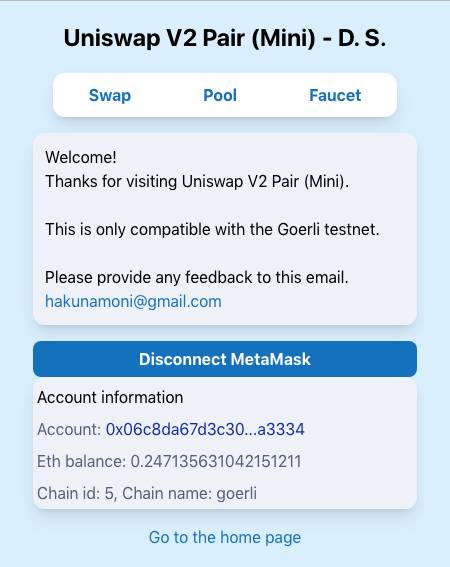 Uniswap V2 Pair (Mini) - D. S.
Swap Pool Faucet
Welcome!
Thanks for visiting Uniswap V2 Pair (Mini).
This is only compatible with the Goerli testnet.
Please provide any feedback to this email.
hakunamoni@gmail.com
Disconnect MetaMask
Account information
Account: 0x06c8da67d3c30...a3334
Eth balance: 0.247135631042151211
Chain id: 5, Chain name: goerli
Go to the home page